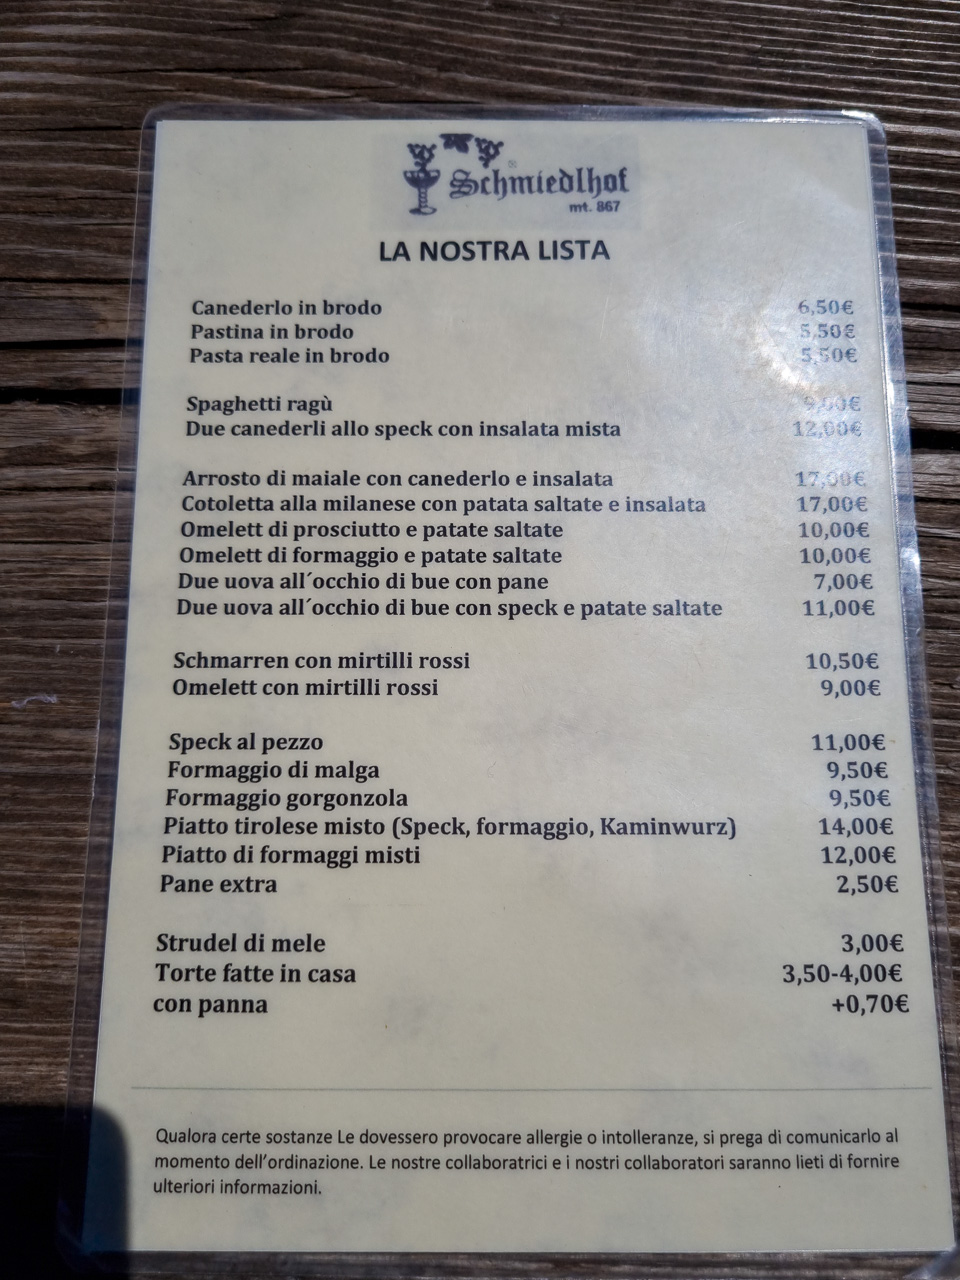 Schmiedlhof
mt. 867
LA NOSTRA LISTA
Canederlo in brodo 6,50€
Pastina in brodo 5,50€
Pasta reale in brodo 5,50€
Spaghetti ragù 9,00€
Due canederli allo speck con insalata mista 12,00€
Arrosto di maiale con canederlo e insalata 17,00€
Cotoletta alla milanese con patata saltate e insalata 17,00€
Omelett di prosciutto e patate saltate 10,00€
Omelett di formaggio e patate saltate 10,00€
Due uova all´occhio di bue con pane 7,00€
Due uova all´occhio di bue con speck e patate saltate 11,00€
Schmarren con mirtilli rossi 10,50€
Omelett con mirtilli rossi 9,00€
Speck al pezzo 11,00€
Formaggio di malga 9,50€
Formaggio gorgonzola 9,50€
Piatto tirolese misto (Speck, formaggio, Kaminwurz) 14,00€
Piatto di formaggi misti 12,00€
Pane extra 2,50€
Strudel di mele 3,00€
Torte fatte in casa 3,50-4,00€
con panna +0,70€
Qualora certe sostanze Le dovessero provocare allergie o intolleranze, si prega di comunicarlo al
momento dell’ordinazione. Le nostre collaboratrici e i nostri collaboratori saranno lieti di fornire
ulteriori informazioni.